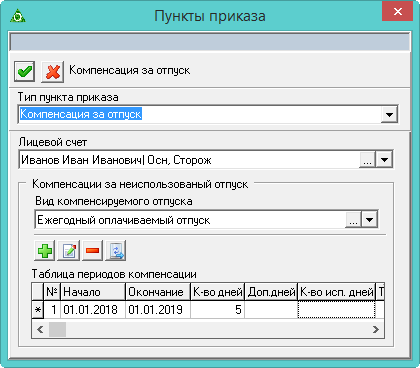 Пункты приказа
Компенсация за отпуск
Тип пункта приказа
Компенсация за отпуск
Лицевой счет
Иванов Иван Иванович| Осн, Сторож
...
Компенсации за неиспользованый отпуск
Вид компенсируемого отпуска
Ежегодный оплачиваемый отпуск
...
Таблица периодов компенсации
№ Начало Окончание К-во дней Доп.дней К-во исп. дней Т
* 1 01.01.2018 01.01.2019 5